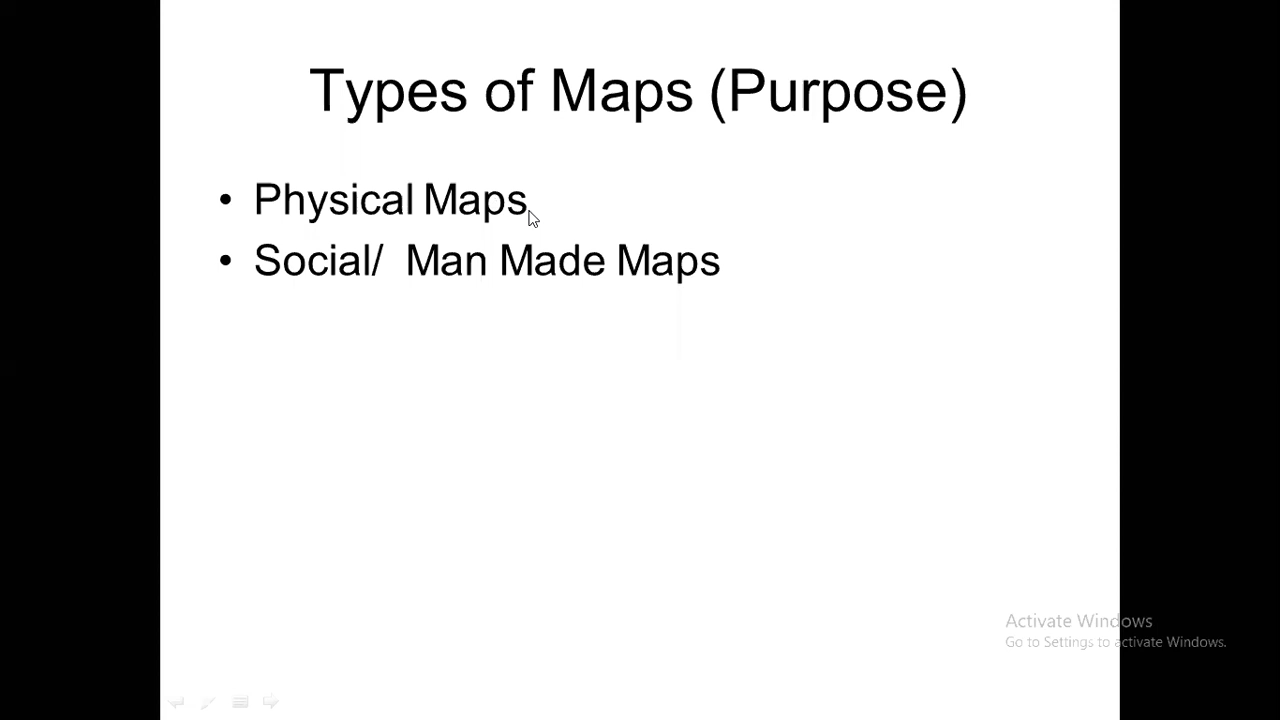 Types of Maps (Purpose)
• Physical Maps
• Social/  Man Made Maps
Activate Windows
Go to Settings to activate Windows.